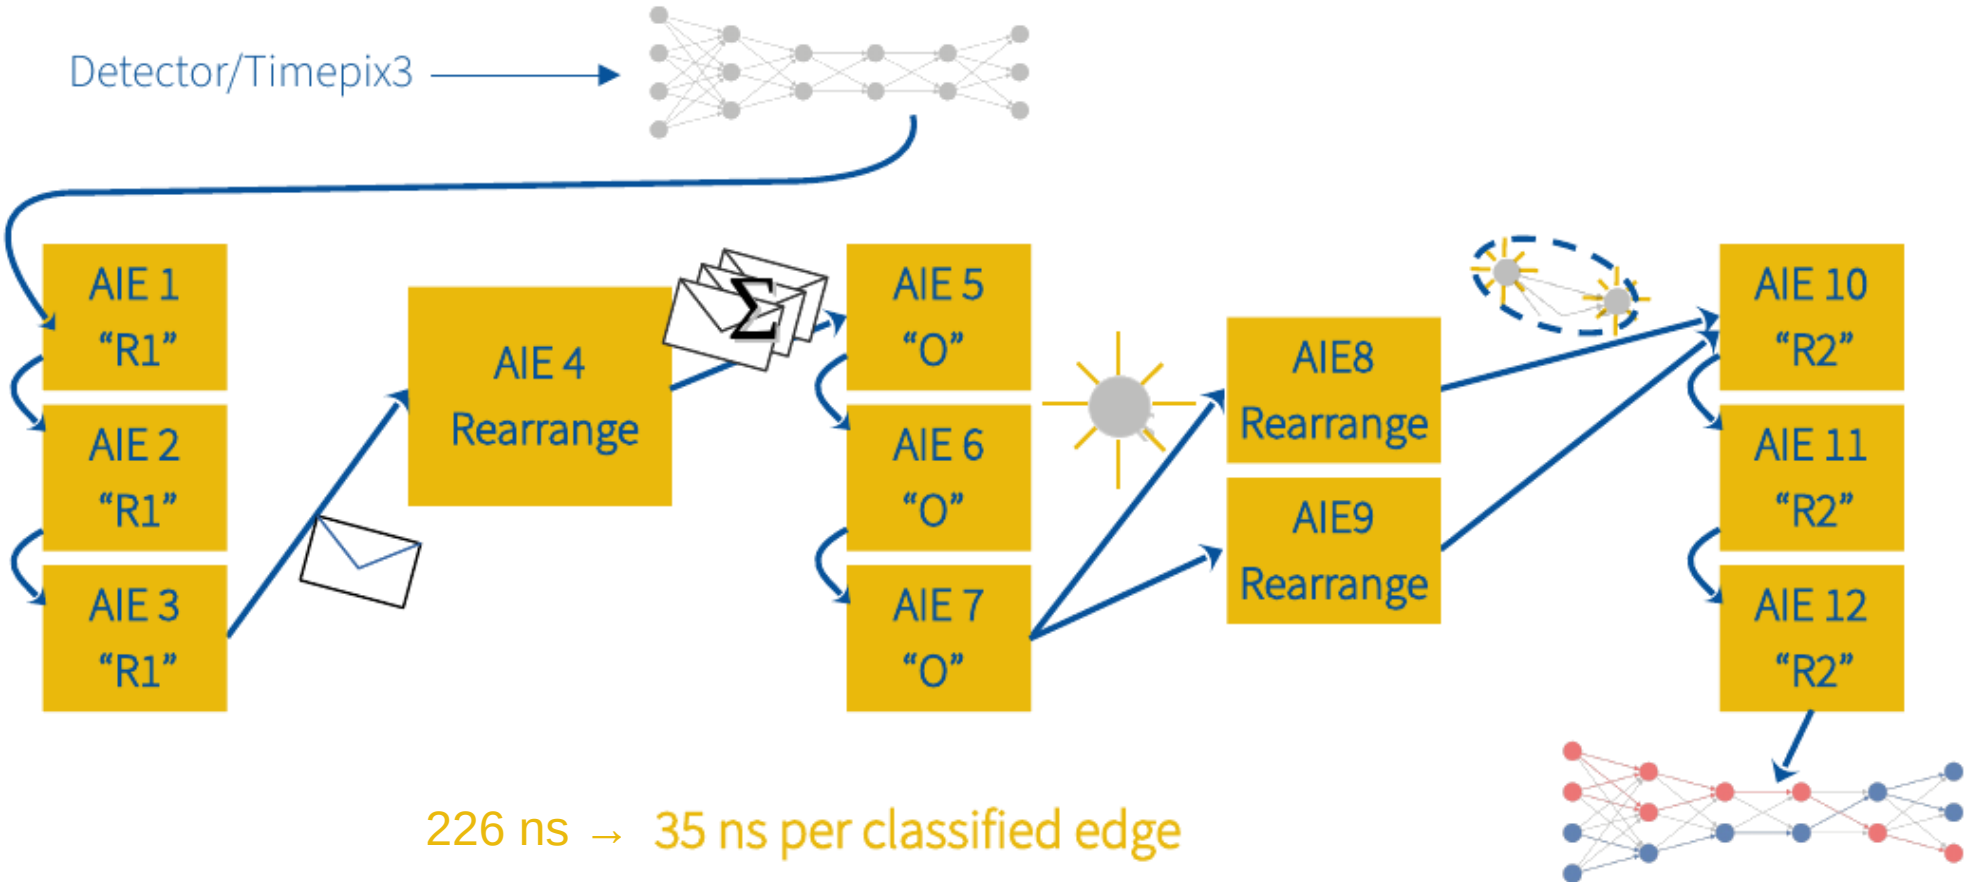 Detector/Timepix3
AIE 1
“R1”
AIE 2
“R1”
AIE 3
“R1”
AIE 4
Rearrange
Σ
AIE 5
“O”
AIE 6
“O”
AIE 7
“O”
AIE8
Rearrange
AIE9
Rearrange
AIE 10
“R2”
AIE 11
“R2”
AIE 12
“R2”
226 ns → 35 ns per classified edge